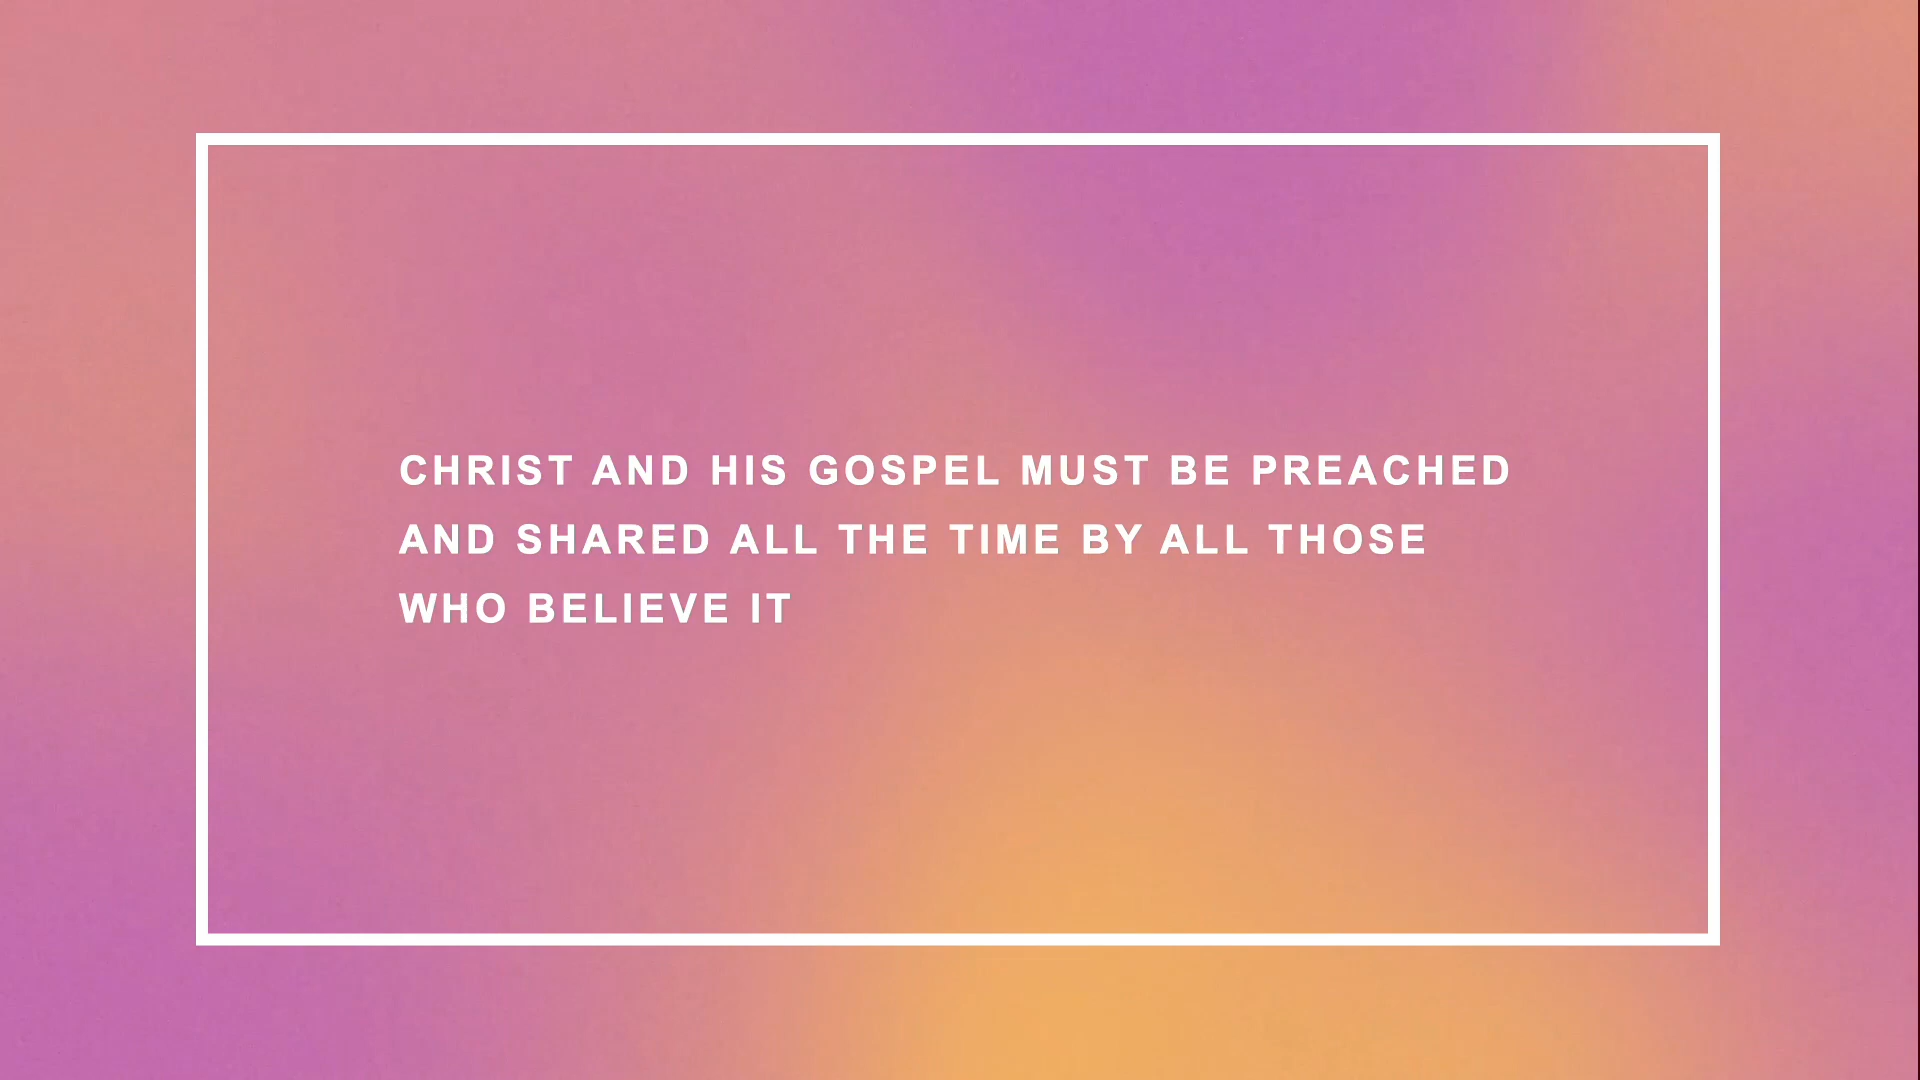 CHRIST AND HIS GOSPEL MUST BE PREACHED
AND SHARED ALL THE TIME BY ALL THOSE
WHO BELIEVE IT